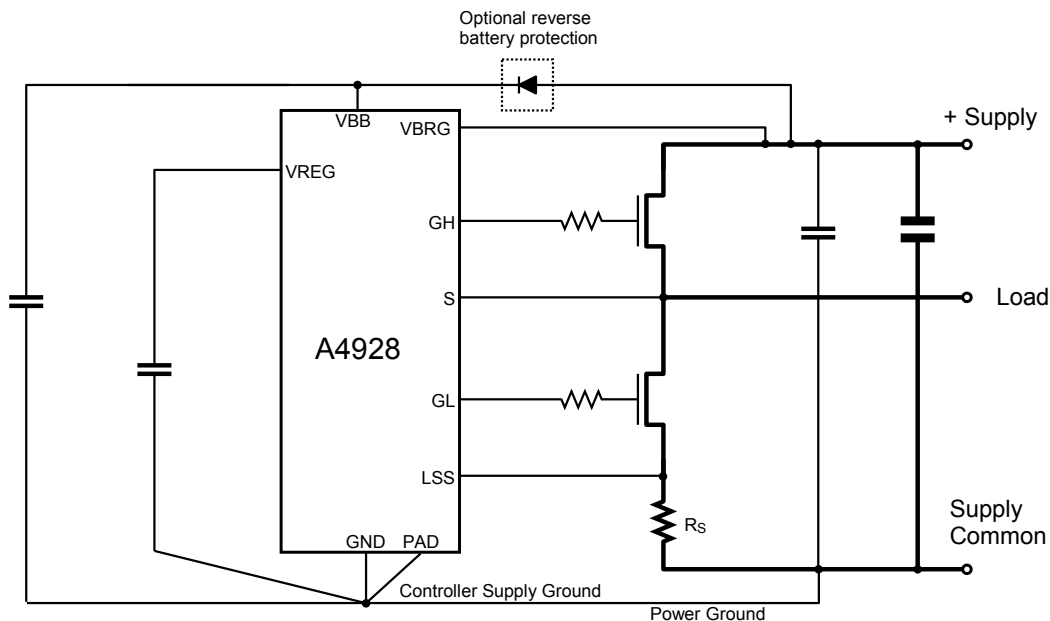 Optional reverse
battery protection
VBB
VBRG
+ Supply
VREG
GH
S
Load
A4928
GL
LSS
RS
Supply
Common
GND
PAD
Controller Supply Ground
Power Ground